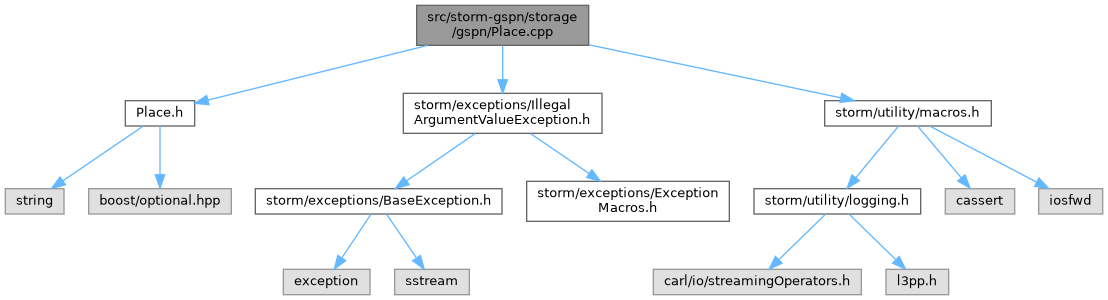 src/storm-gspn/storage
/gspn/Place.cpp
Place.h
storm/exceptions/Illegal
ArgumentValueException.h
storm/utility/macros.h
string
boost/optional.hpp
storm/exceptions/BaseException.h
storm/exceptions/Exception
Macros.h
storm/utility/logging.h
cassert
iosfwd
exception
sstream
carl/io/streamingOperators.h
l3pp.h